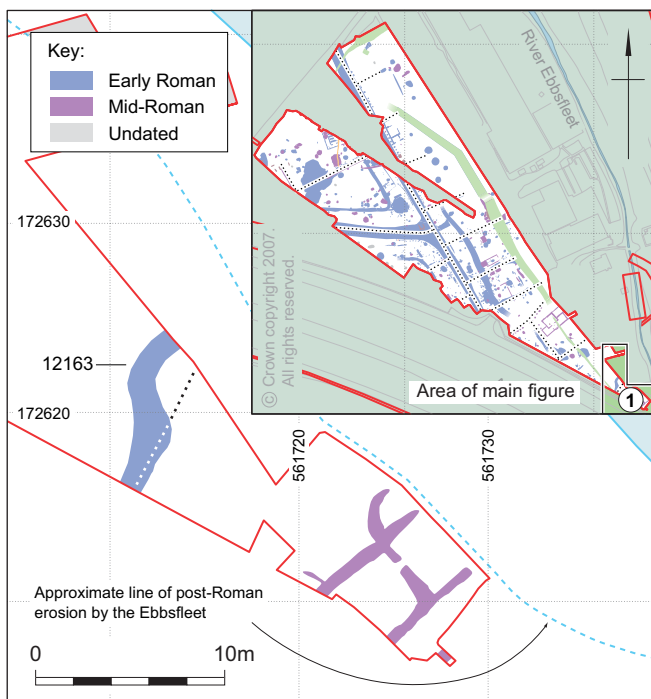 Key:
Early Roman
Mid-Roman
Undated
River Ebbsfleet
© Crown copyright 2007.
All rights reserved.
Area of main figure
1
172630
12163
172620
561720
561730
Approximate line of post-Roman
erosion by the Ebbsfleet
0 10m